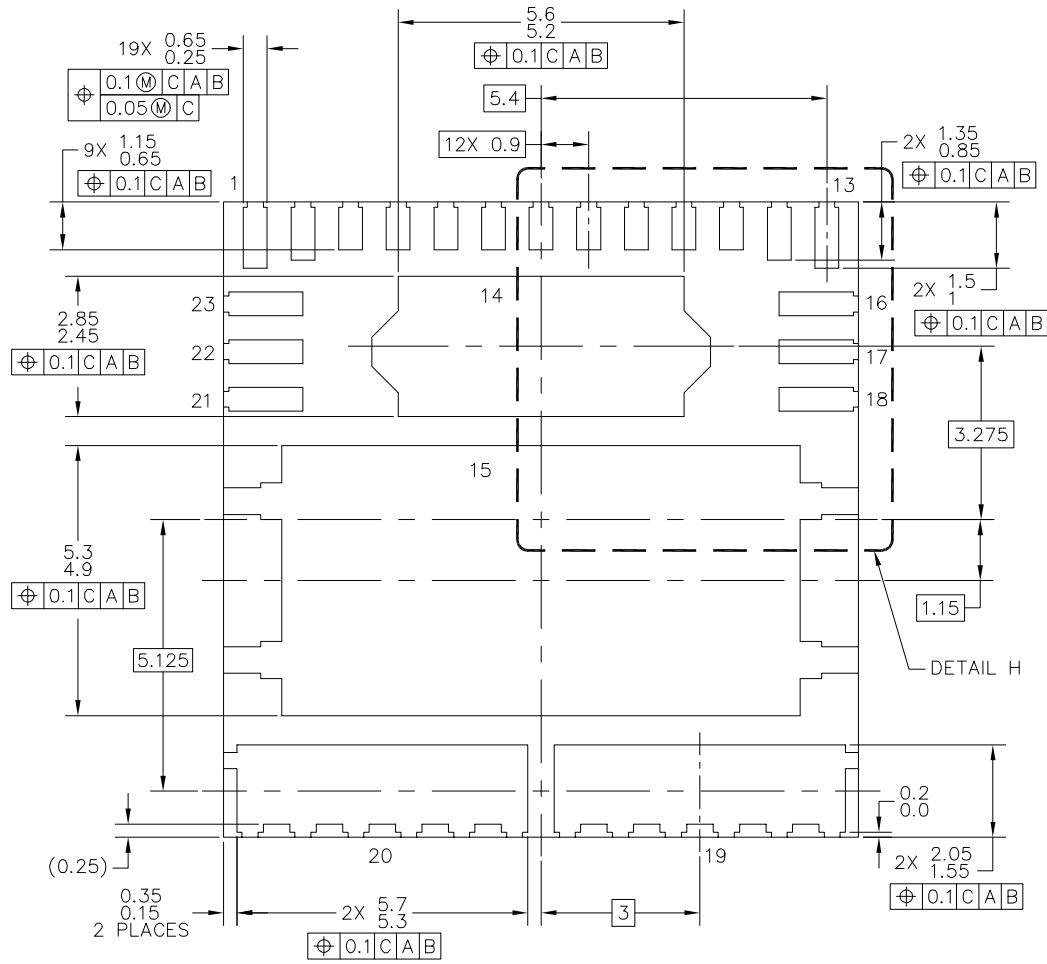 5.6
5.2
⌖ 0.1 C A B
19X 0.65
0.25
⌖ 0.1 Ⓜ C A B
0.05 Ⓜ C
5.4
12X 0.9
9X 1.15
0.65
⌖ 0.1 C A B
2X 1.35
0.85
⌖ 0.1 C A B
1
13
14
23
16
2X 1.5
1
⌖ 0.1 C A B
2.85
2.45
⌖ 0.1 C A B
22
17
21
18
3.275
15
5.3
4.9
⌖ 0.1 C A B
1.15
5.125
DETAIL H
0.2
0.0
(0.25)
20
19
2X 2.05
1.55
⌖ 0.1 C A B
0.35
0.15
2 PLACES
2X 5.7
5.3
⌖ 0.1 C A B
3